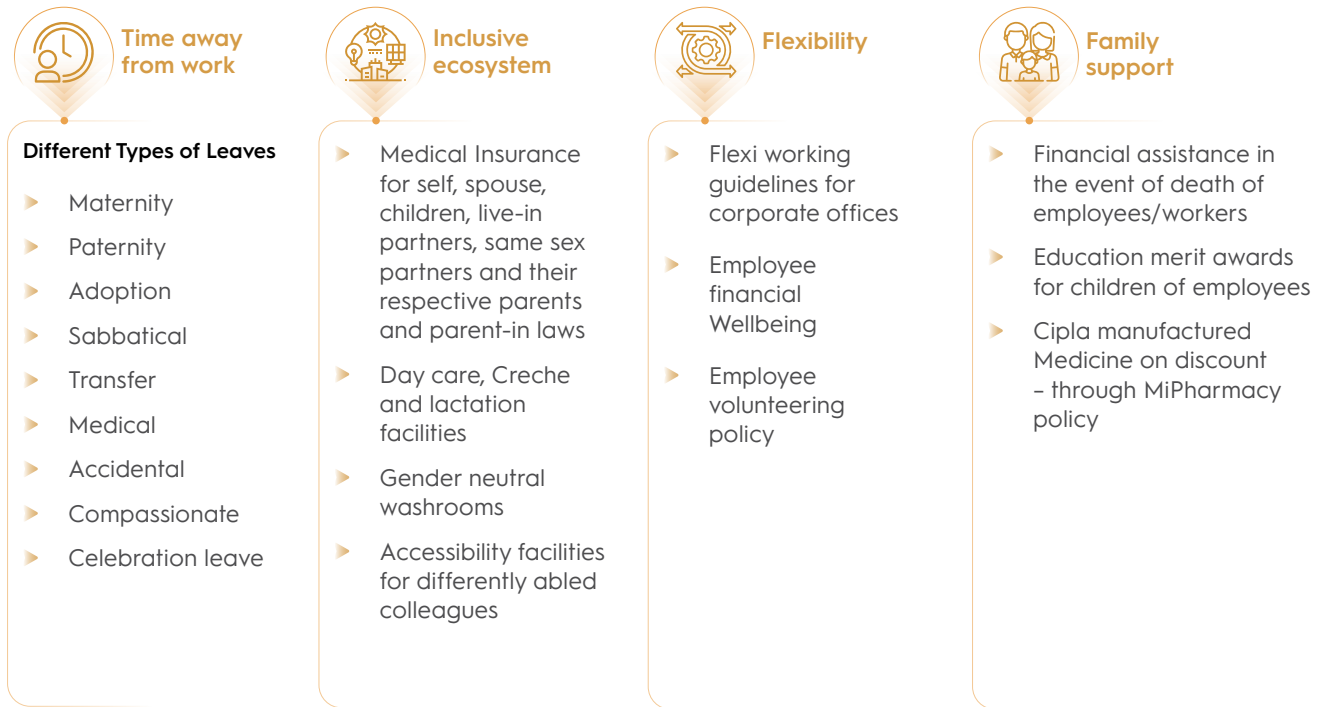 Time away
from work
Different Types of Leaves
Maternity
Paternity
Adoption
Sabbatical
Transfer
Medical
Accidental
Compassionate
Celebration leave
Inclusive
ecosystem
Medical Insurance
for self, spouse,
children, live-in
partners, same sex
partners and their
respective parents
and parent-in laws
Day care, Creche
and lactation
facilities
Gender neutral
washrooms
Accessibility facilities
for differently abled
colleagues
Flexibility
Flexi working
guidelines for
corporate offices
Employee
financial
Wellbeing
Employee
volunteering
policy
Family
support
Financial assistance in
the event of death of
employees/workers
Education merit awards
for children of employees
Cipla manufactured
Medicine on discount
– through MiPharmacy
policy